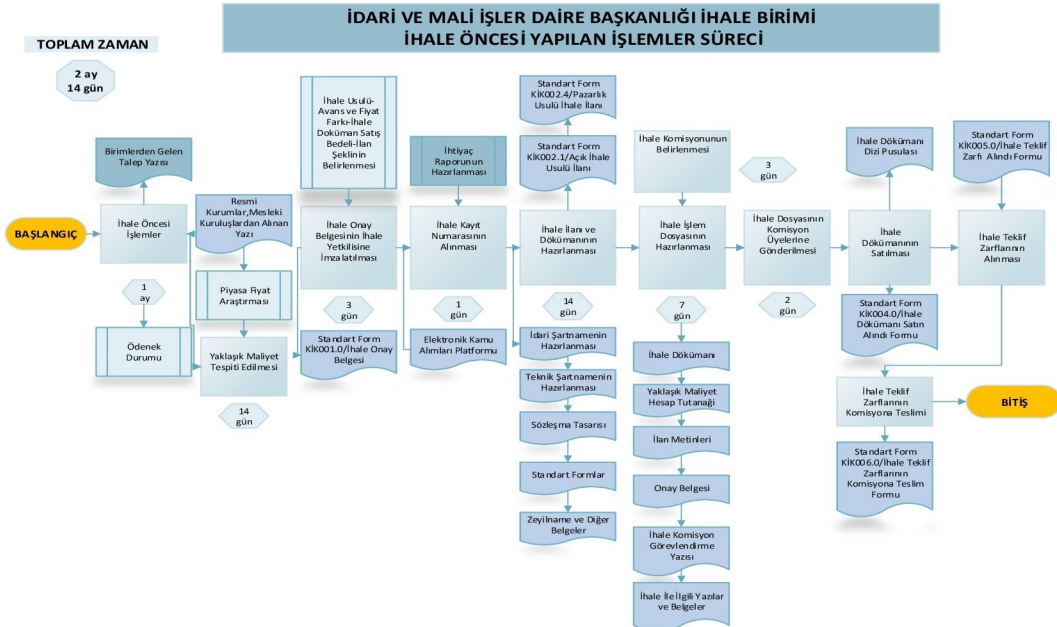 İDARİ VE MALİ İŞLER DAİRE BAŞKANLIĞI İHALE BİRİMİ
İHALE ÖNCESİ YAPILAN İŞLEMLER SÜRECİ
TOPLAM ZAMAN
2 ay
14 gün
Birimlerden Gelen
Talep Yazısı
BAŞLANGIÇ
İhale Öncesi
İşlemler
1
ay
Ödenek
Durumu
Resmi
Kurumlar,Mesleki
Kuruluşlardan Alınan
Yazı
Piyasa Fiyat
Araştırması
Yaklaşık Maliyet
Tespiti Edilmesi
14
gün
İhale Usulü-
Avans ve Fiyat
Farkı-İhale
Doküman Satış
Bedeli-İlan
Şeklinin
Belirlenmesi
İhale Onay
Belgesinin İhale
Yetkilisine
İmzalatılması
3
gün
Standart Form
KİK001.0/İhale Onay
Belgesi
İhtiyaç
Raporunun
Hazırlanması
İhale Kayıt
Numarasının
Alınması
1
gün
Elektronik Kamu
Alımları Platformu
Standart Form
KİK002.4/Pazarlık
Usulü İhale İlanı
Standart Form
KİK002.1/Açık İhale
Usulü İlanı
İhale İlanı ve
Dökümanının
Hazırlanması
14
gün
İdari Şartnamenin
Hazırlanması
Teknik Şartnamenin
Hazırlanması
Sözleşma Tasarısı
Standart Formlar
Zeyilname ve Diğer
Belgeler
İhale Komisyonunun
Belirlenmesi
3
gün
İhale İşlem
Dosyasının
Hazırlanması
7
gün
İhale Dökümanı
Yaklaşık Maliyet
Hesap Tutanaği
İlan Metinleri
Onay Belgesi
İhale Komisyon
Görevlendirme
Yazısı
İhale İle İlgili Yazılar
ve Belgeler
İhale Dosyasının
Komisyon
Üyelerine
Gönderilmesi
2
gün
İhale Dökümanı
Dizi Pusulası
İhale
Dökümanının
Satılması
Standart Form
KİK004.0/İhale
Dökümanı Satın
Alındı Formu
Standart Form
KİK005.0/İhale Teklif
Zarfı Alındı Formu
İhale Teklif
Zarflarının
Alınması
İhale Teklif
Zarflarının
Komisyona Teslimi
BİTİŞ
Standart Form
KİK006.0/İhale Teklif
Zarflarının
Komisyona Teslim
Formu